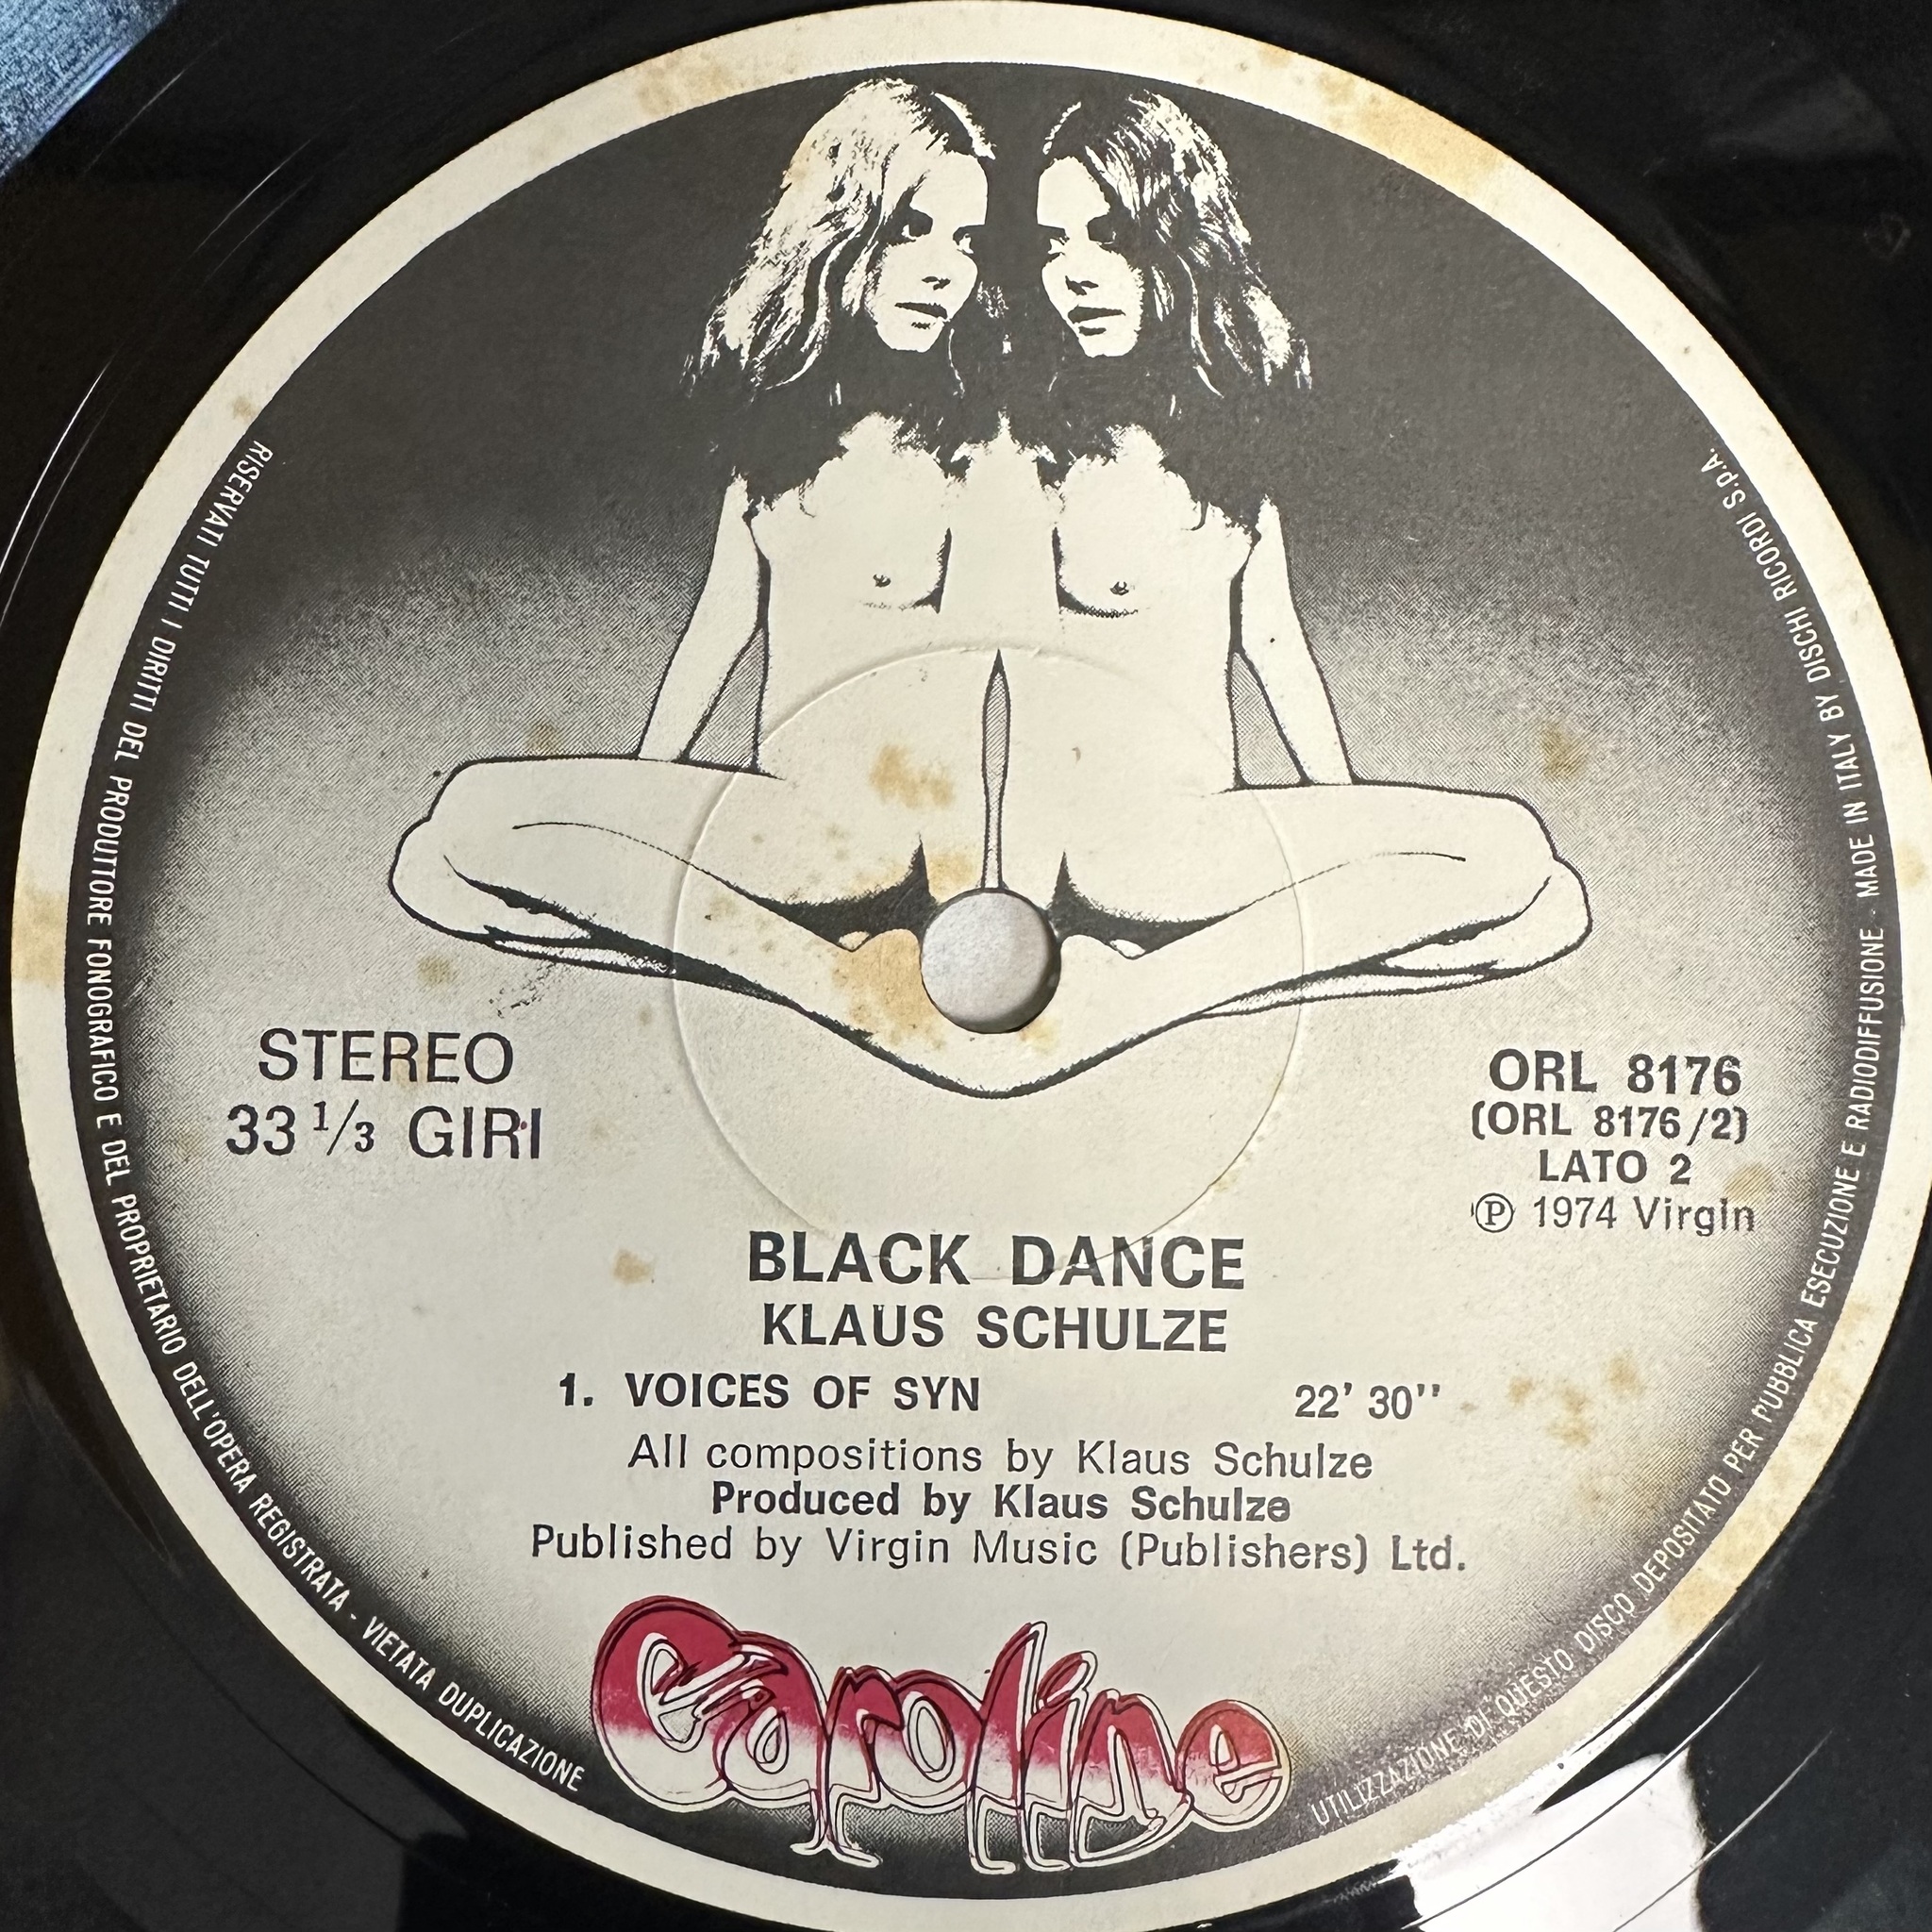 RISERVATI TUTTI I DIRITTI DEL PRODUTTORE FONOGRAFICO E DEL PROPRIETARIO DELL'OPERA REGISTRATA - VIETATA DUPLICAZIONE
UTILIZZAZIONE DI QUESTO DISCO DEPOSITATO PER PUBBLICA ESECUZIONE E RADIODIFFUSIONE - MADE IN ITALY BY DISCHI RICORDI S.p.A.
STEREO
33 1/3 GIRI
ORL 8176
(ORL 8176/2)
LATO 2
℗ 1974 Virgin
BLACK DANCE
KLAUS SCHULZE
1. VOICES OF SYN 22' 30''
All compositions by Klaus Schulze
Produced by Klaus Schulze
Published by Virgin Music (Publishers) Ltd.
Caroline